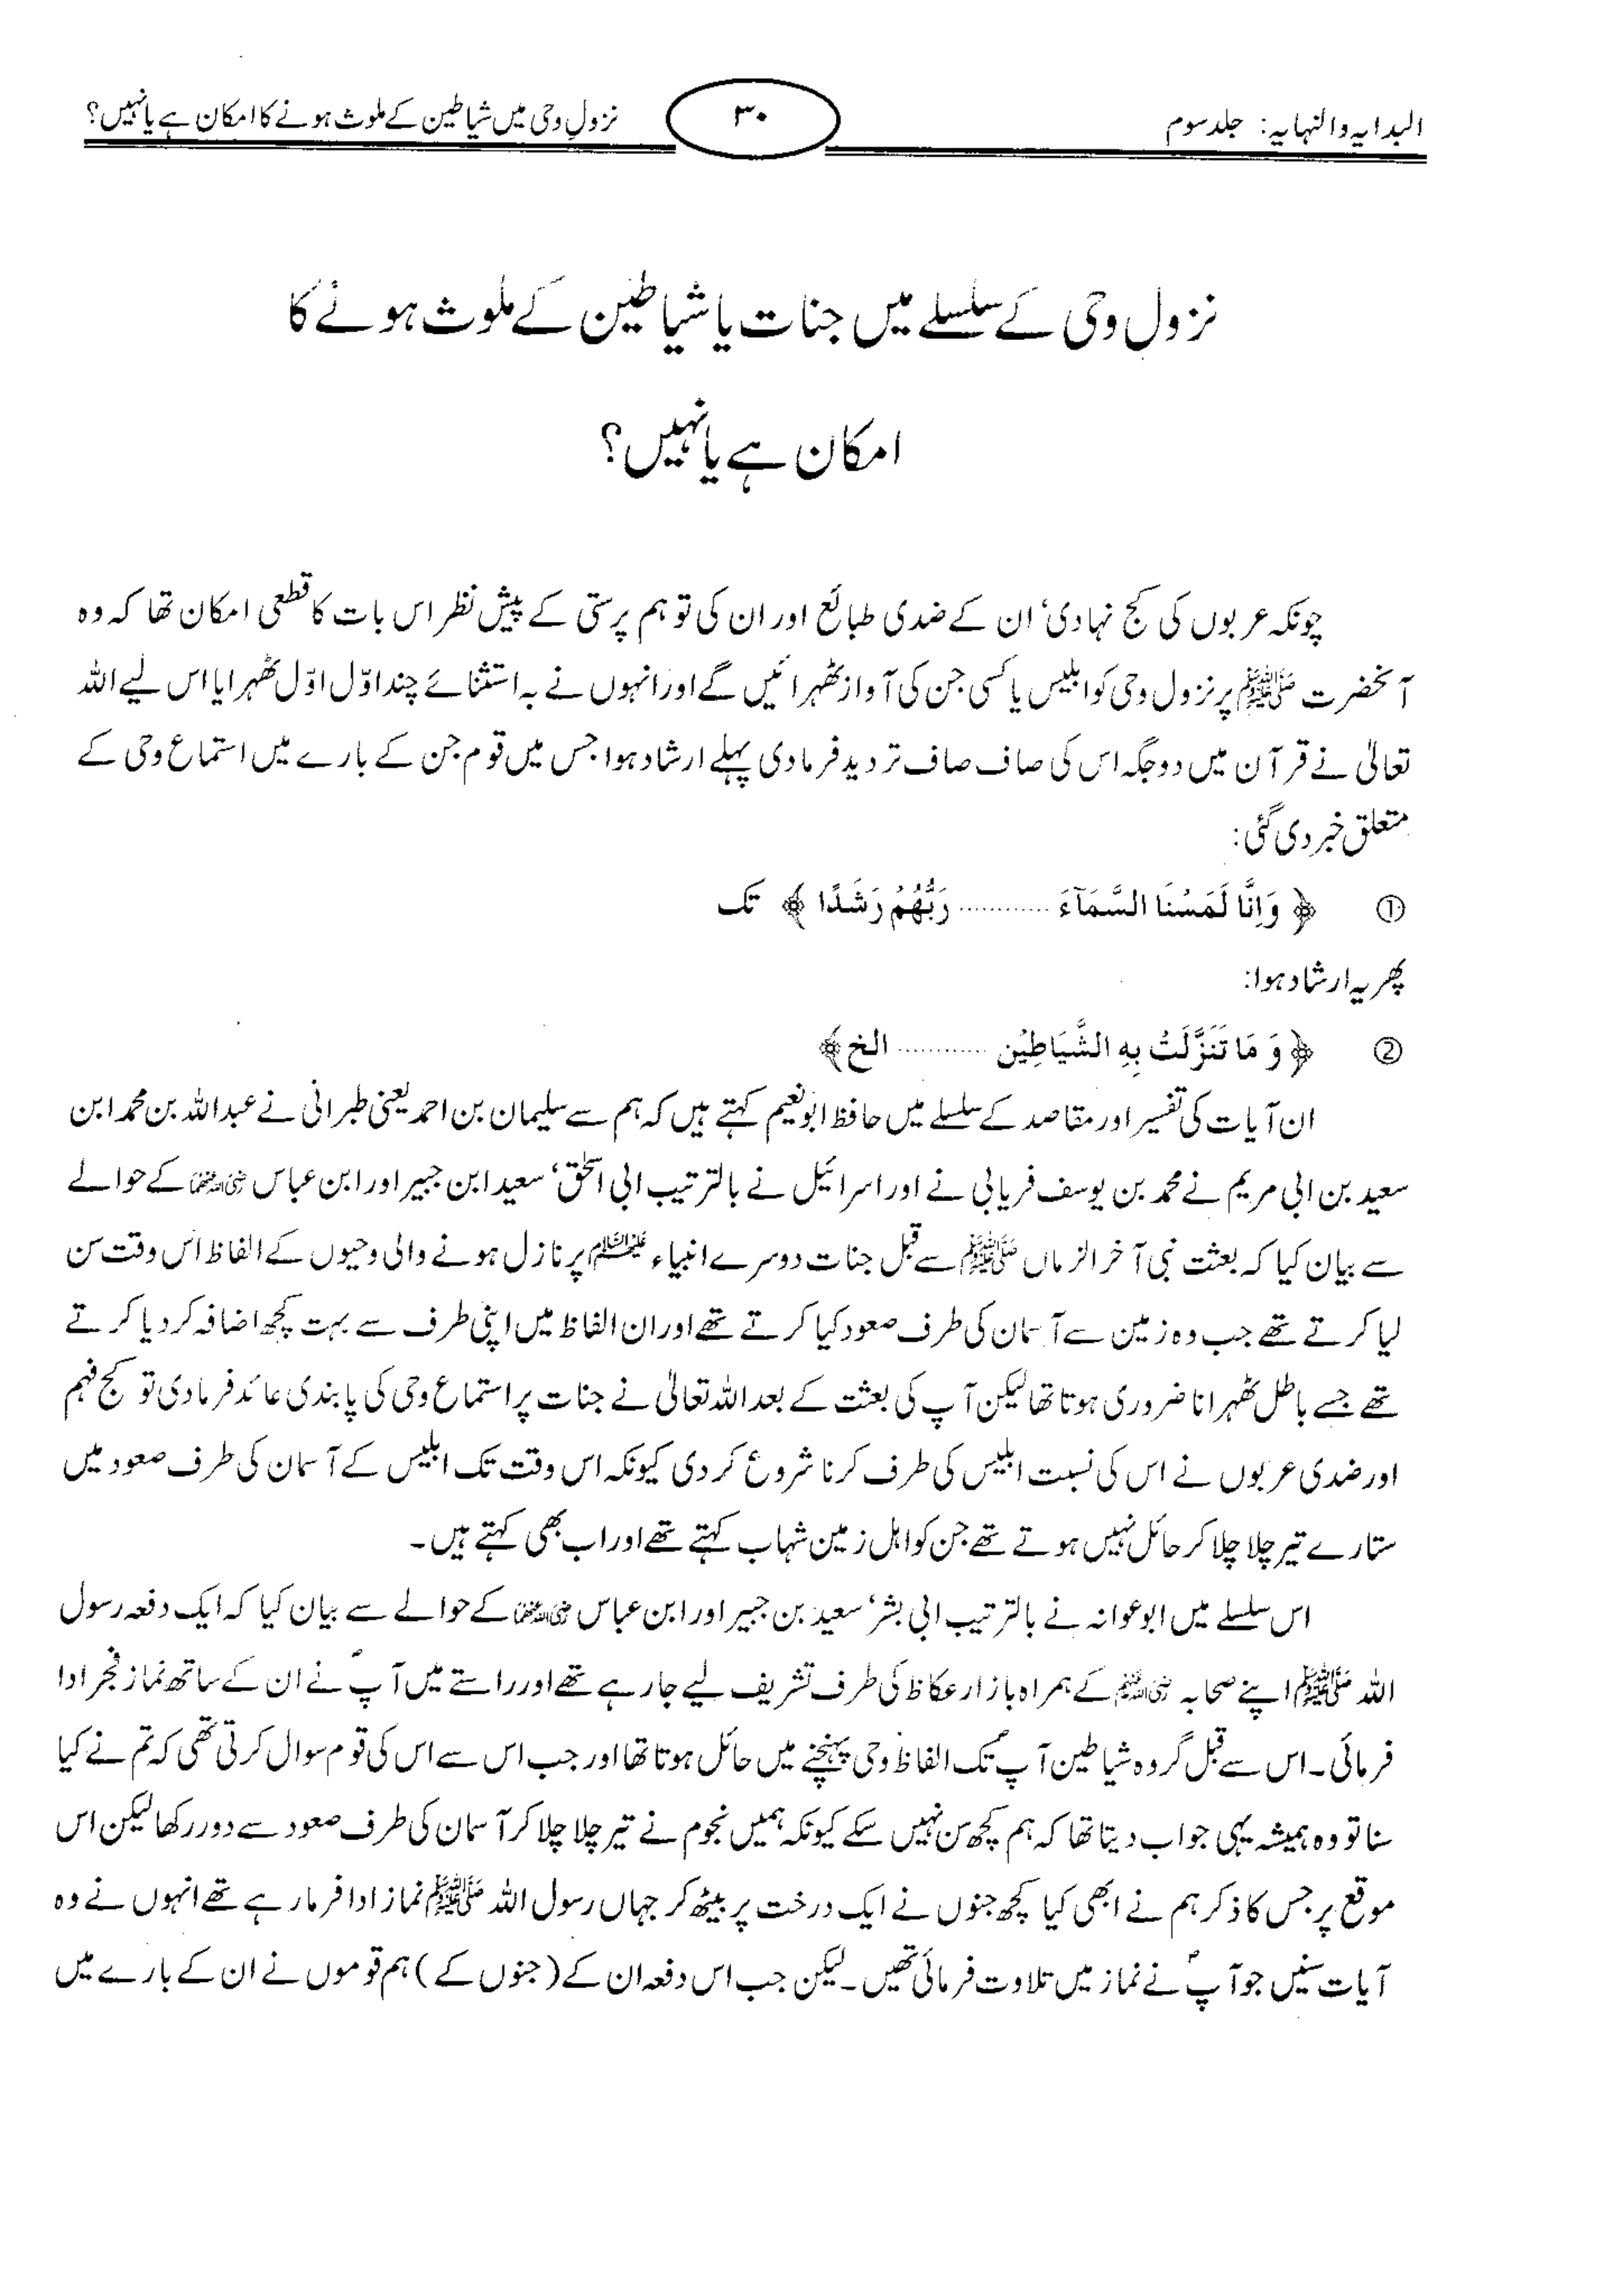 البدایہ والنہایہ: جلد سوم
۳۰
نزولِ وحی میں شیاطین کے ملوث ہونے کا امکان ہے یا نہیں؟
نزول وحی کے سلسلے میں جنات یا شیاطین کے ملوث ہونے کا
امکان ہے یا نہیں؟
چونکہ عربوں کی کج نہادی‘ ان کے ضدی طبائع اور ان کی توہم پرستی کے پیش نظر اس بات کا قطعی امکان تھا کہ وہ
آنحضرت ﷺ پر نزول وحی کو ابلیس یا کسی جن کی آواز ٹھہرائیں گے اور انہوں نے بہ استثنائے چند اوّل اوّل ٹھہرایا اس لیے اللہ
تعالیٰ نے قرآن میں دو جگہ اس کی صاف صاف تردید فرما دی پہلے ارشاد ہوا جس میں قوم جن کے بارے میں استماع وحی کے
متعلق خبر دی گئی:
① ﴿ وَ اِنَّا لَمَسْنَا السَّمَآءَ ............ رَبُّهُمْ رَشَدًا ﴾ تک
پھر یہ ارشاد ہوا:
② ﴿ وَ مَا تَنَزَّلَتْ بِهِ الشَّيَاطِيْن ............ الخ ﴾
ان آیات کی تفسیر اور مقاصد کے سلسلے میں حافظ ابو نعیم کہتے ہیں کہ ہم سے سلیمان بن احمد یعنی طبرانی نے عبداللہ بن محمد ابن
سعید بن ابی مریم نے محمد بن یوسف فریابی نے اور اسرائیل نے بالترتیب ابی اسحٰق‘ سعید ابن جبیر اور ابن عباس رضی اللہ عنہما کے حوالے
سے بیان کیا کہ بعثت نبی آخر الزماں ﷺ سے قبل جنات دوسرے انبیاء علیہم السلام پر نازل ہونے والی وحیوں کے الفاظ اس وقت سن
لیا کرتے تھے جب وہ زمین سے آسمان کی طرف صعود کیا کرتے تھے اور ان الفاظ میں اپنی طرف سے بہت کچھ اضافہ کر دیا کرتے
تھے جسے باطل ٹھہرانا ضروری ہوتا تھا لیکن آپ کی بعثت کے بعد اللہ تعالیٰ نے جنات پر استماع وحی کی پابندی عائد فرما دی تو کج فہم
اور ضدی عربوں نے اس کی نسبت ابلیس کی طرف کرنا شروع کر دی کیونکہ اس وقت تک ابلیس کے آسمان کی طرف صعود میں
ستارے تیر چلا چلا کر حائل نہیں ہوتے تھے جن کو اہل زمین شہاب کہتے تھے اور اب بھی کہتے ہیں۔
اس سلسلے میں ابوعوانہ نے بالترتیب ابی بشر‘ سعید بن جبیر اور ابن عباس رضی اللہ عنہما کے حوالے سے بیان کیا کہ ایک دفعہ رسول
اللہ ﷺ اپنے صحابہ رضی اللہ عنہم کے ہمراہ بازار عکاظ کی طرف تشریف لیے جا رہے تھے اور راستے میں آپؐ نے ان کے ساتھ نماز فجر ادا
فرمائی۔ اس سے قبل گروہ شیاطین آپؐ تک الفاظ وحی پہنچنے میں حائل ہوتا تھا اور جب اس سے اس کی قوم سوال کرتی تھی کہ تم نے کیا
سنا تو وہ ہمیشہ یہی جواب دیتا تھا کہ ہم کچھ سن نہیں سکے کیونکہ ہمیں نجوم نے تیر چلا چلا کر آسمان کی طرف صعود سے دور رکھا لیکن اس
موقع پر جس کا ذکر ہم نے ابھی کیا کچھ جنوں نے ایک درخت پر بیٹھ کر جہاں رسول اللہ ﷺ نماز ادا فرما رہے تھے انہوں نے وہ
آیات سنیں جو آپؐ نے نماز میں تلاوت فرمائی تھیں۔ لیکن جب اس دفعہ ان کے (جنوں کے) ہم قوموں نے ان کے بارے میں